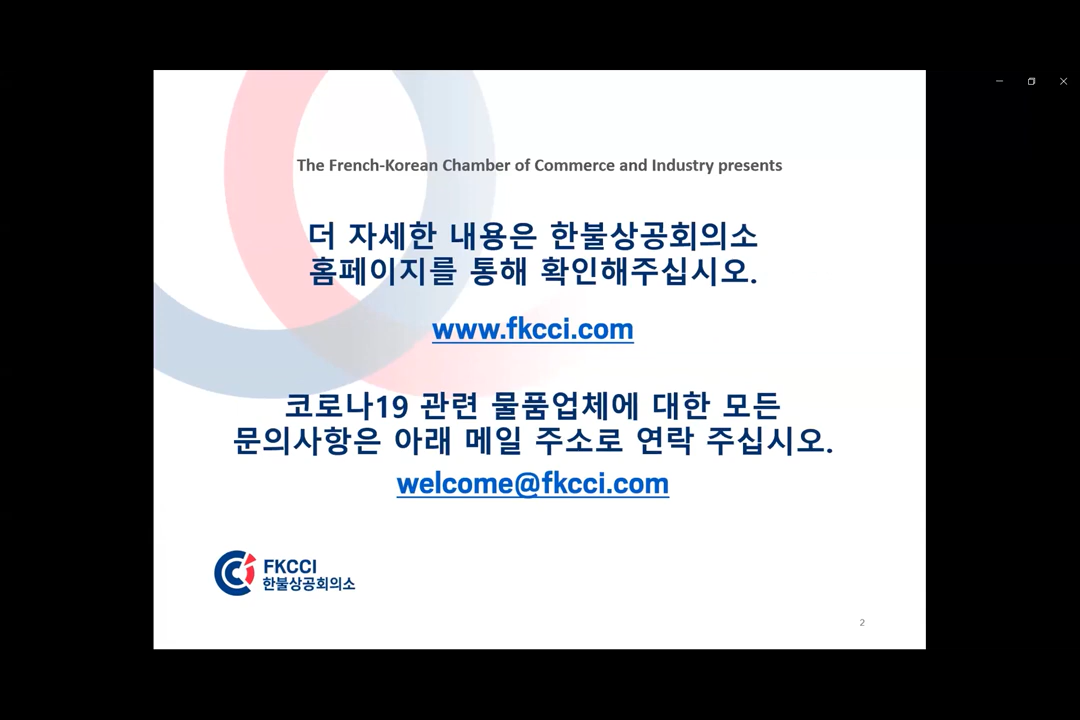 The French-Korean Chamber of Commerce and Industry presents
더 자세한 내용은 한불상공회의소
홈페이지를 통해 확인해주십시오.
www.fkcci.com
코로나19 관련 물품업체에 대한 모든
문의사항은 아래 메일 주소로 연락 주십시오.
welcome@fkcci.com
FKCCI
한불상공회의소
2